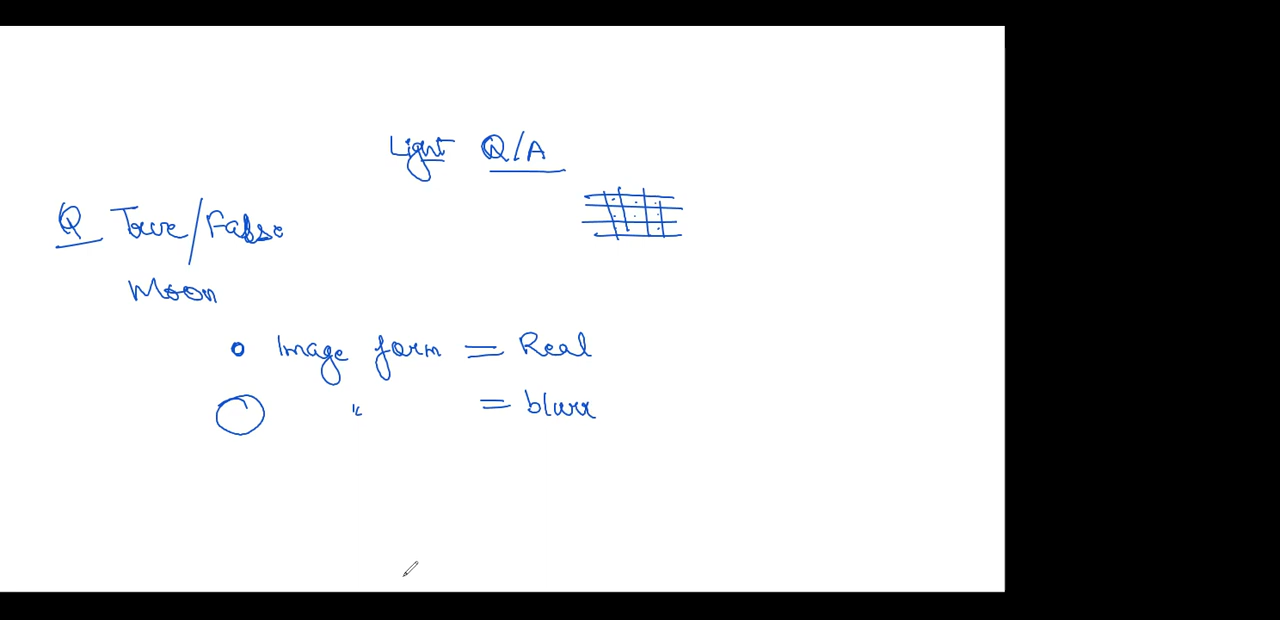 Light Q/A
Q True/False
Moon
Image form = Real
" = blurr